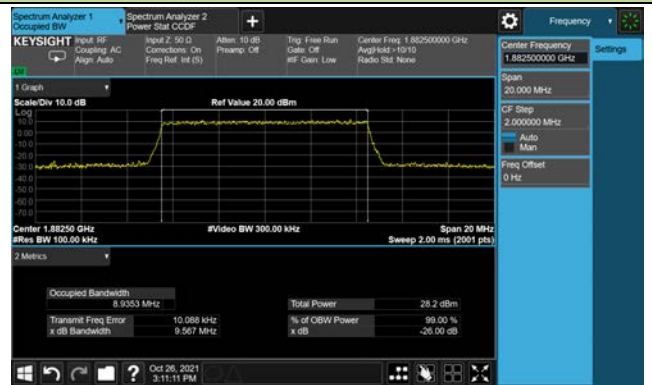 Spectrum Analyzer 1
Occupied BW
Spectrum Analyzer 2
Power Stat CCDF
+
Frequency
KEYSIGHT
Input: RF
Coupling: AC
Align: Auto
Input Z: 50 Ω
Corrections: On
Freq Ref: Int (S)
Atten: 10 dB
Preamp: Off
Trig: Free Run
Gate: Off
#IF Gain: Low
Center Freq: 1.882500000 GHz
Avg|Hold:>10/10
Radio Std: None
Center Frequency
1.882500000 GHz
Settings
Span
20.000 MHz
CF Step
2.000000 MHz
Auto
Man
Freq Offset
0 Hz
1 Graph
Scale/Div 10.0 dB
Ref Value 20.00 dBm
Log
10.0
0.00
-10.0
-20.0
-30.0
-40.0
-50.0
-60.0
-70.0
Center 1.88250 GHz
#Video BW 300.00 kHz
Span 20 MHz
#Res BW 100.00 kHz
Sweep 2.00 ms (2001 pts)
2 Metrics
Occupied Bandwidth
8.9353 MHz
Total Power
28.2 dBm
Transmit Freq Error
10.088 kHz
% of OBW Power
99.00 %
x dB Bandwidth
9.567 MHz
x dB
-26.00 dB
?
Oct 26, 2021
3:11:11 PM